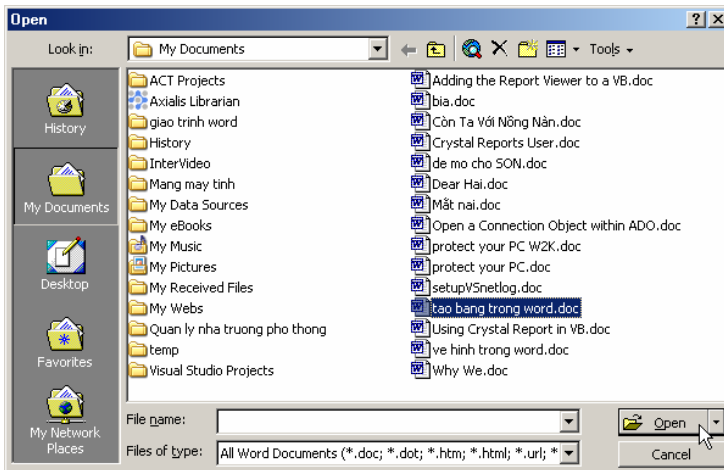 Open
Look in:
My Documents
Tools
History
My Documents
Desktop
Favorites
My Network
Places
ACT Projects
Axialis Librarian
giao trinh word
History
InterVideo
Mang may tinh
My Data Sources
My eBooks
My Music
My Pictures
My Received Files
My Webs
Quan ly nha truong pho thong
temp
Visual Studio Projects
Adding the Report Viewer to a VB.doc
bia.doc
Còn Ta Với Nồng Nàn.doc
Crystal Reports User.doc
de mo cho SON.doc
Dear Hai.doc
Mắt nai.doc
Open a Connection Object within ADO.doc
protect your PC W2K.doc
protect your PC.doc
setupVSnetlog.doc
tao bang trong word.doc
Using Crystal Report in VB.doc
ve hinh trong word.doc
Why We.doc
File name:
Open
Files of type:
All Word Documents (*.doc; *.dot; *.htm; *.html; *.url; *
Cancel